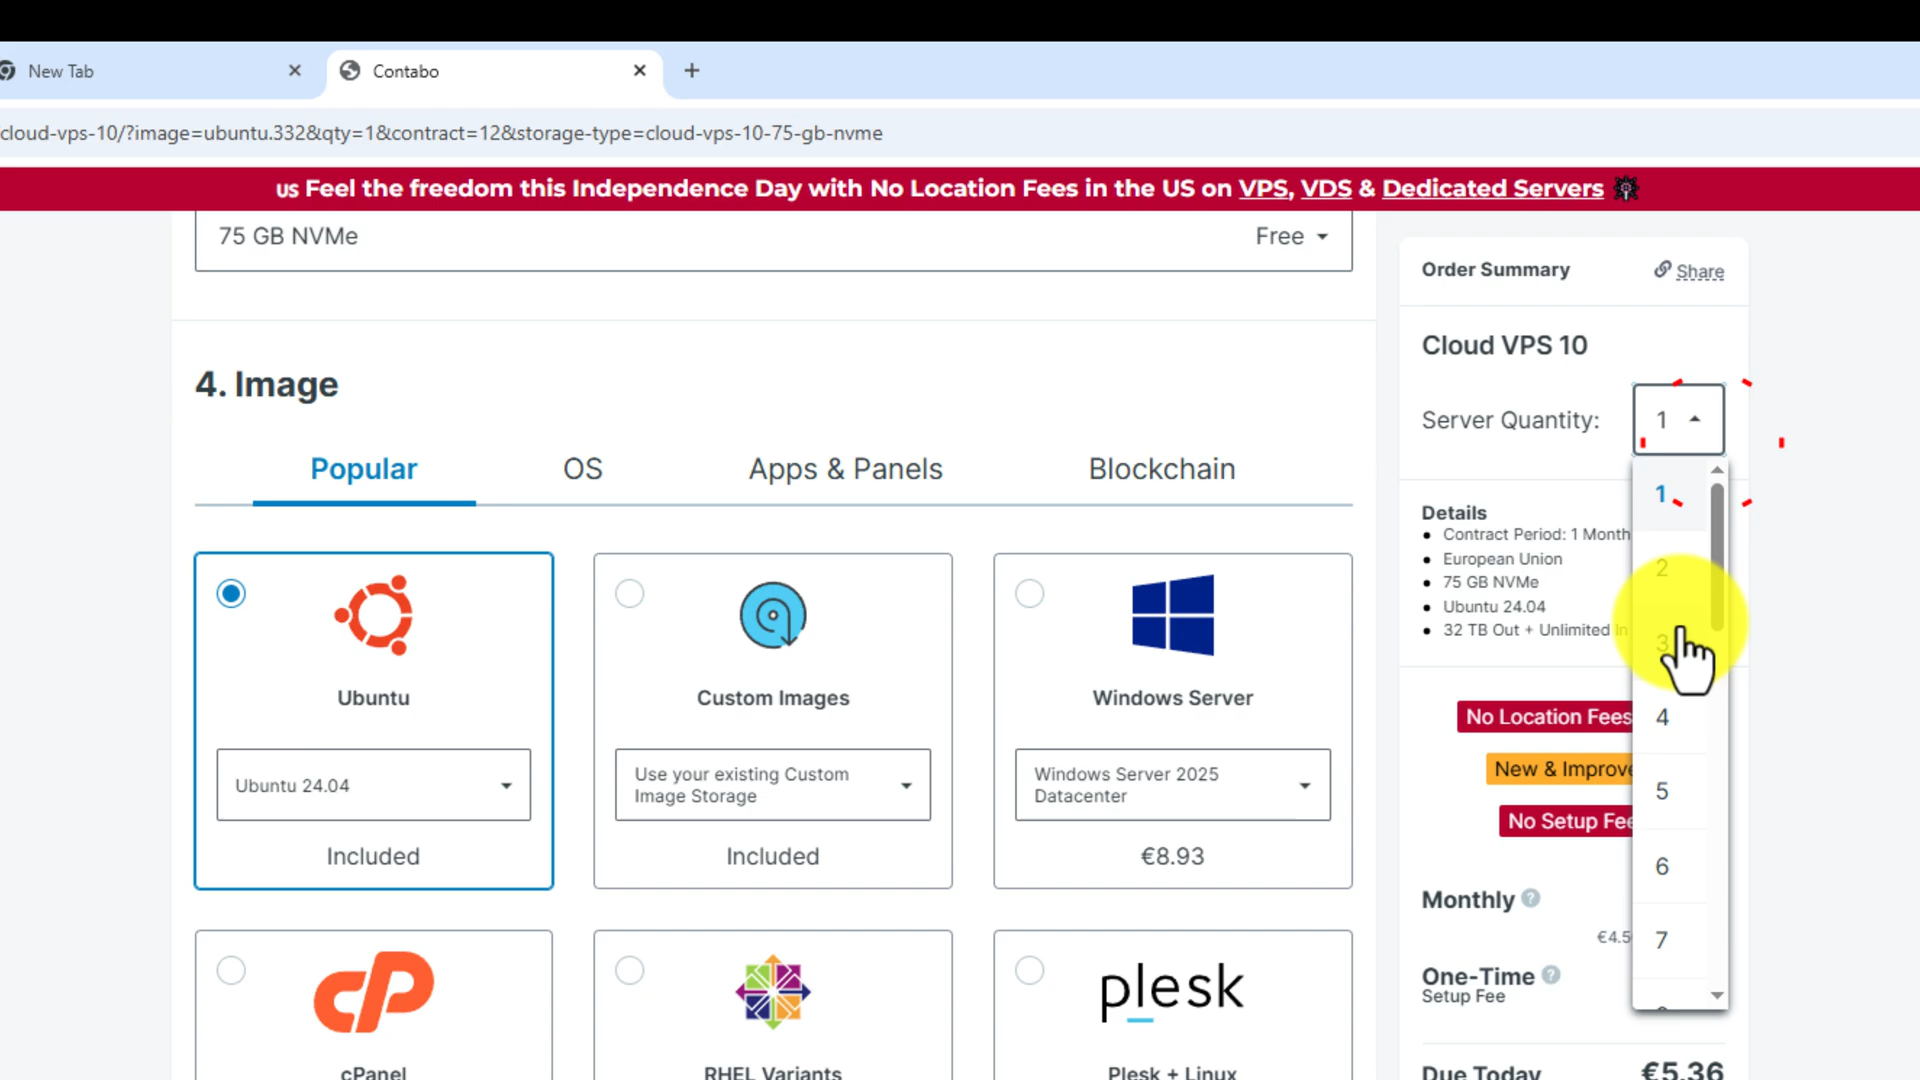 New Tab
Contabo
cloud-vps-10/?image=ubuntu.332&qty=1&contract=12&storage-type=cloud-vps-10-75-gb-nvme
US Feel the freedom this Independence Day with No Location Fees in the US on VPS, VDS & Dedicated Servers
75 GB NVMe
Free
4. Image
Popular
OS
Apps & Panels
Blockchain
Ubuntu
Ubuntu 24.04
Included
Custom Images
Use your existing Custom
Image Storage
Included
Windows Server
Windows Server 2025
Datacenter
€8.93
cP
cPanel
RHEL Variants
plesk
Plesk + Linux
Order Summary
Share
Cloud VPS 10
Server Quantity:
1
1
2
3
4
5
6
7
Details
Contract Period: 1 Month
European Union
75 GB NVMe
Ubuntu 24.04
32 TB Out + Unlimited In
No Location Fees
New & Improve
No Setup Fee
Monthly
€4.5
One-Time
Setup Fee
Due Today
€5.36